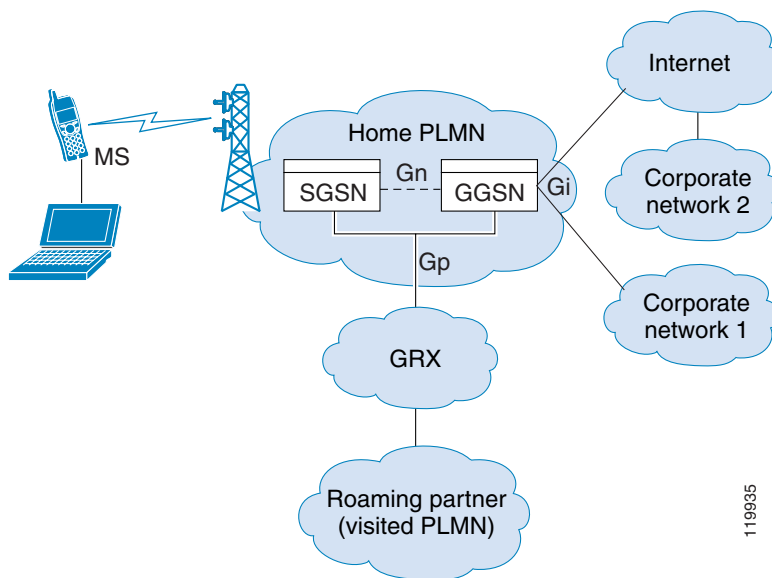 Internet
Home PLMN
MS
Gn
SGSN
GGSN
Gi
Corporate
network 2
Gp
Corporate
network 1
GRX
Roaming partner
(visited PLMN)
119935